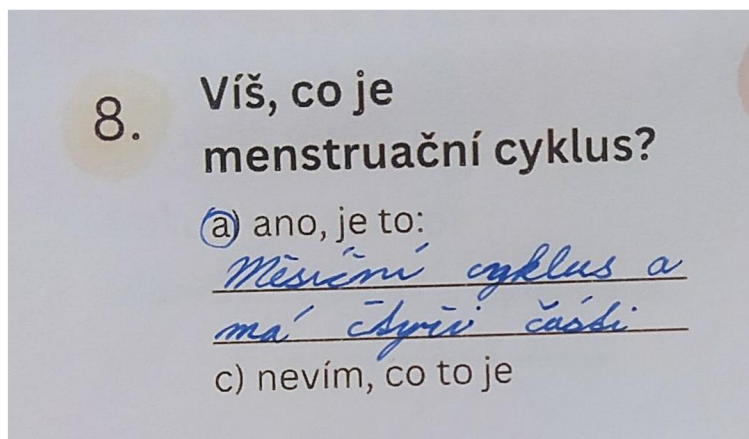 8.
Víš, co je
menstruační cyklus?
a) ano, je to:
Měsíční cyklus a
má čtyři části
c) nevím, co to je